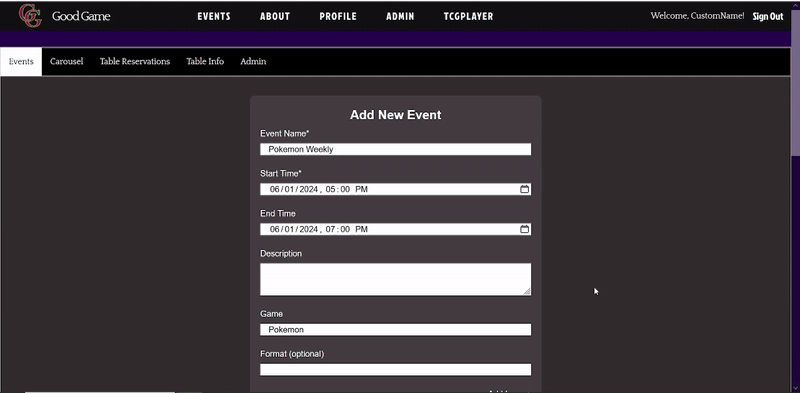 GG Good Game EVENTS ABOUT PROFILE ADMIN TCGPLAYER Welcome, CustomName! Sign Out
Events Carousel Table Reservations Table Info Admin
Add New Event
Event Name*
Pokemon Weekly
Start Time*
06/01/2024, 05:00 PM
End Time
06/01/2024, 07:00 PM
Description
Game
Pokemon
Format (optional)